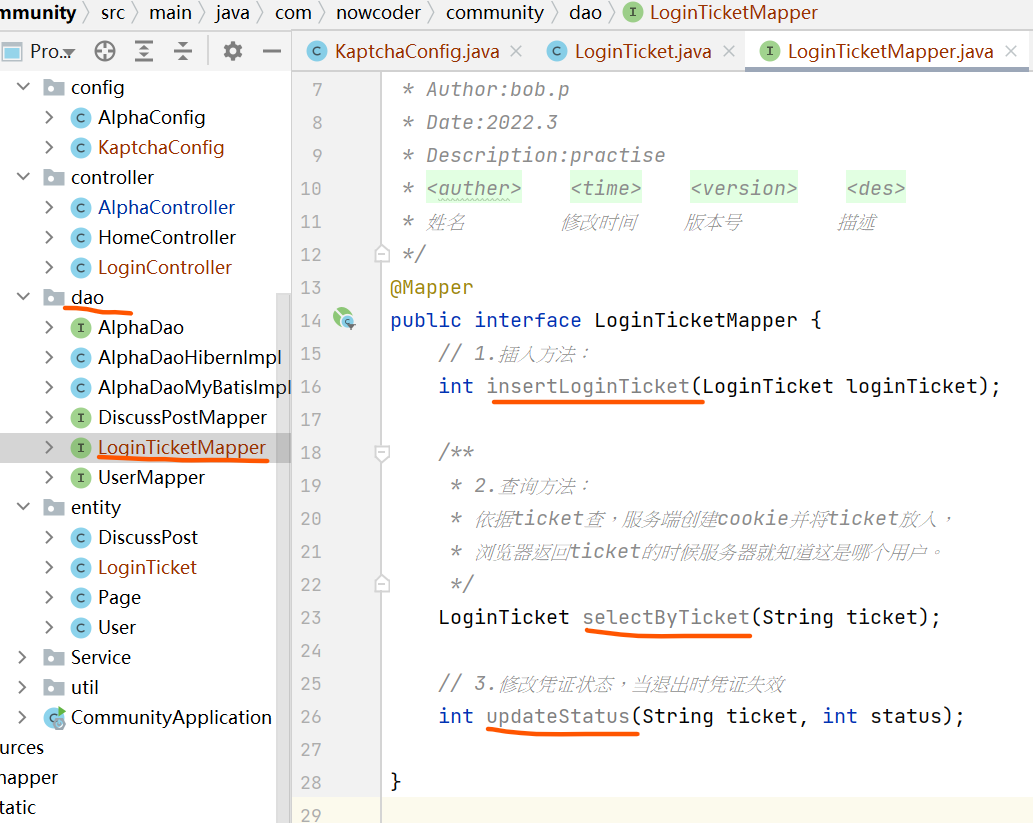 mmunity 〉 src 〉 main 〉 java 〉 com 〉 nowcoder 〉 community 〉 dao 〉 I LoginTicketMapper
Pro..
C KaptchaConfig.java ×
C LoginTicket.java ×
I LoginTicketMapper.java ×
config
C AlphaConfig
C KaptchaConfig
controller
C AlphaController
C HomeController
C LoginController
dao
I AlphaDao
C AlphaDaoHibernImpl
C AlphaDaoMyBatisImpl
I DiscussPostMapper
I LoginTicketMapper
I UserMapper
entity
C DiscussPost
C LoginTicket
C Page
C User
Service
util
CommunityApplication
urces
mapper
tatic
7 * Author:bob.p
8 * Date:2022.3
9 * Description:practise
10 * <auther> <time> <version> <des>
11 * 姓名 修改时间 版本号 描述
12 */
13 @Mapper
14 public interface LoginTicketMapper {
15 // 1.插入方法：
16 int insertLoginTicket(LoginTicket loginTicket);
17
18 /**
19 * 2.查询方法：
20 * 依据ticket查，服务端创建cookie并将ticket放入，
21 * 浏览器返回ticket的时候服务器就知道这是哪个用户。
22 */
23 LoginTicket selectByTicket(String ticket);
24
25 // 3.修改凭证状态，当退出时凭证失效
26 int updateStatus(String ticket, int status);
27
28 }
29